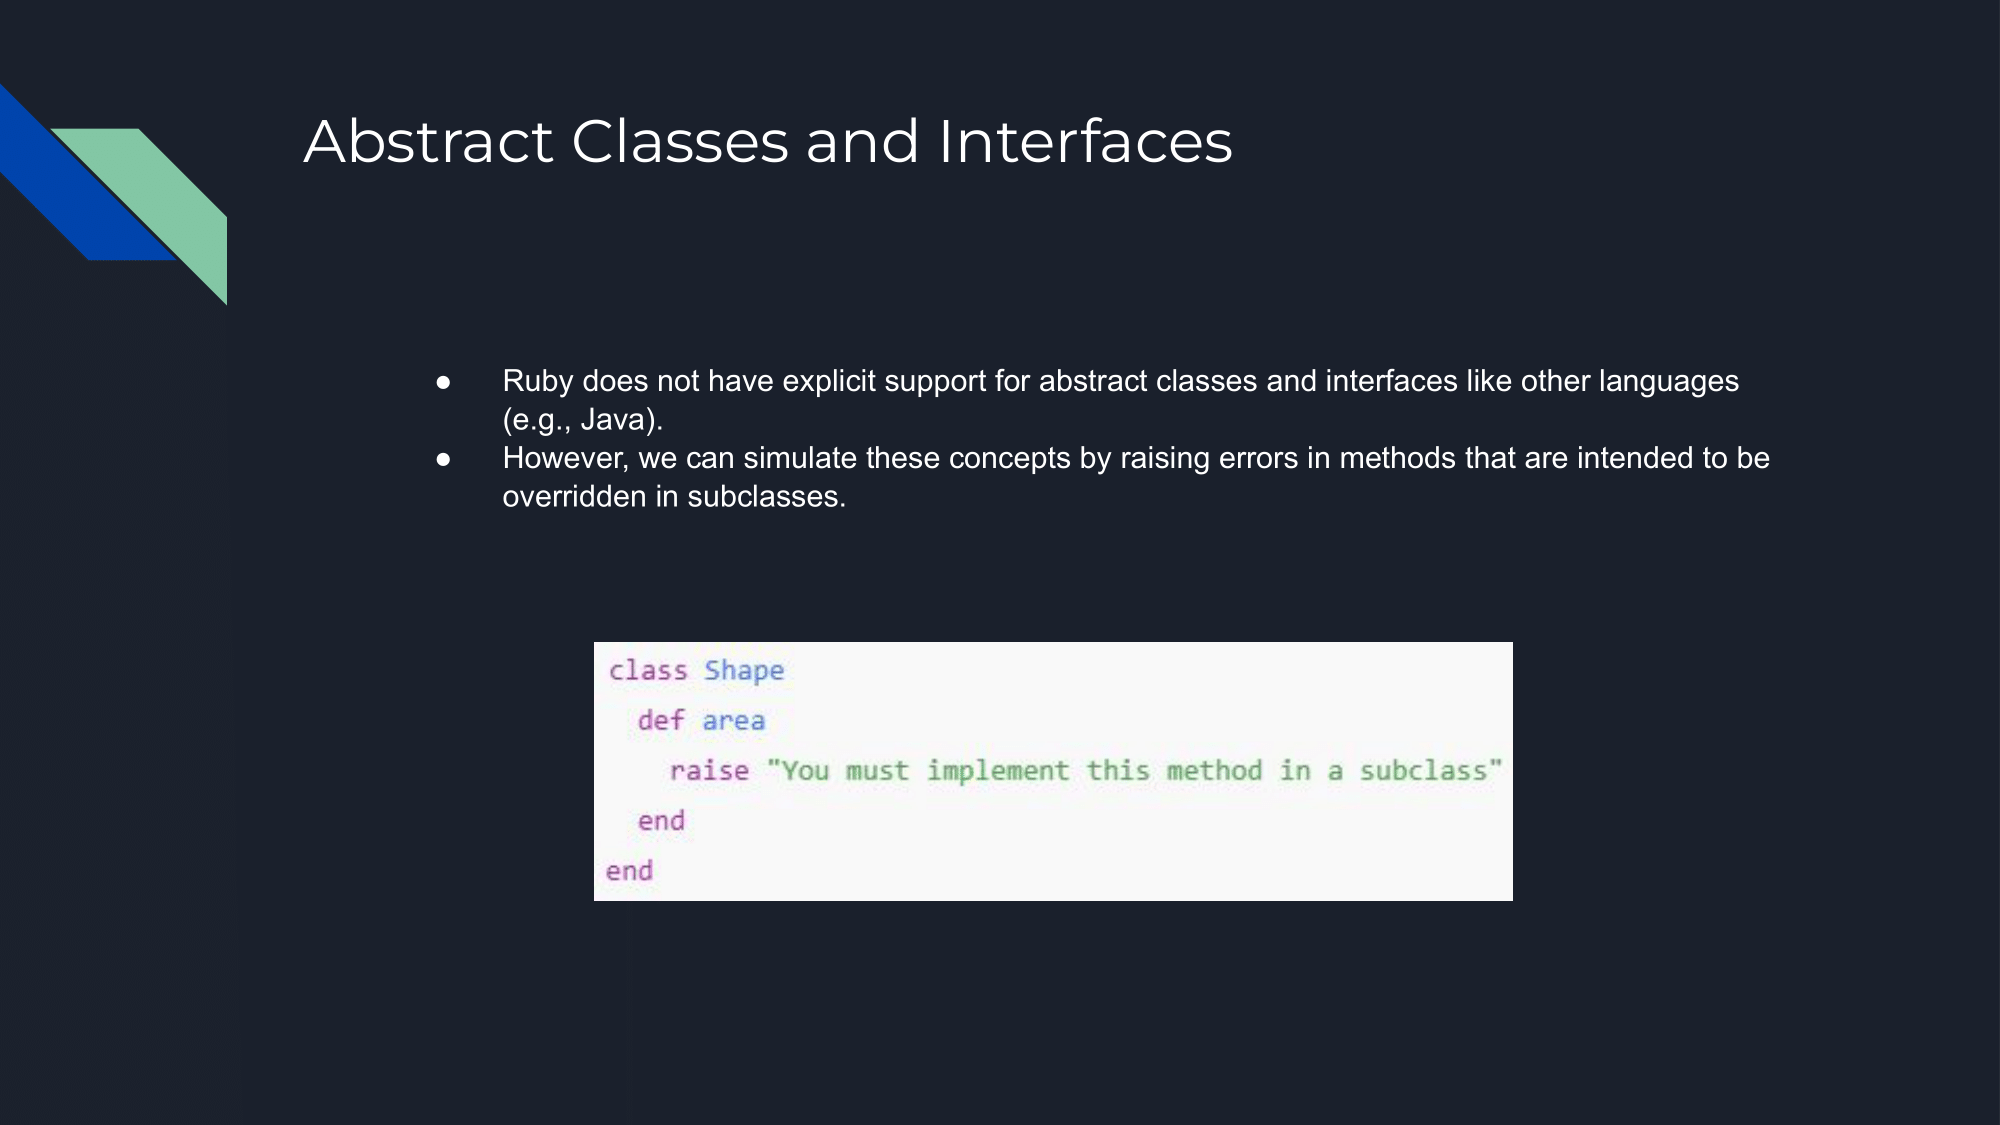 Abstract Classes and Interfaces
● Ruby does not have explicit support for abstract classes and interfaces like other languages
(e.g., Java).
● However, we can simulate these concepts by raising errors in methods that are intended to be
overridden in subclasses.
class Shape
  def area
    raise "You must implement this method in a subclass"
  end
end